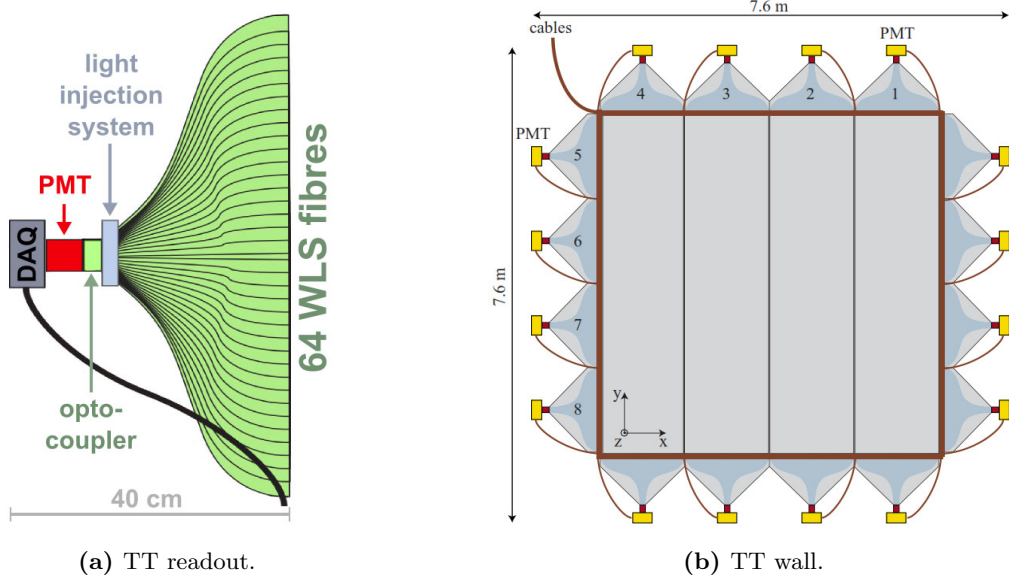 light
injection
system
PMT
DAQ
64 WLS fibres
opto-
coupler
40 cm
(a) TT readout.
7.6 m
cables
PMT
4 3 2 1
PMT
5
6
7
8
7.6 m
y
z x
(b) TT wall.